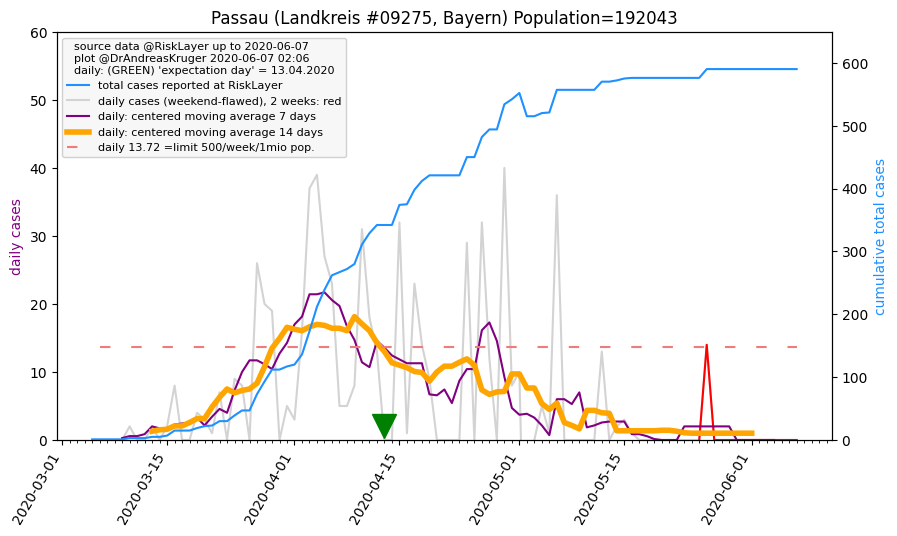 Passau (Landkreis #09275, Bayern) Population=192043
source data @RiskLayer up to 2020-06-07
plot @DrAndreasKruger 2020-06-07 02:06
daily: (GREEN) 'expectation day' = 13.04.2020
total cases reported at RiskLayer
daily cases (weekend-flawed), 2 weeks: red
daily: centered moving average 7 days
daily: centered moving average 14 days
daily 13.72 =limit 500/week/1mio pop.
daily cases
60
50
40
30
20
10
0
cumulative total cases
600
500
400
300
200
100
0
2020-03-01
2020-03-15
2020-04-01
2020-04-15
2020-05-01
2020-05-15
2020-06-01